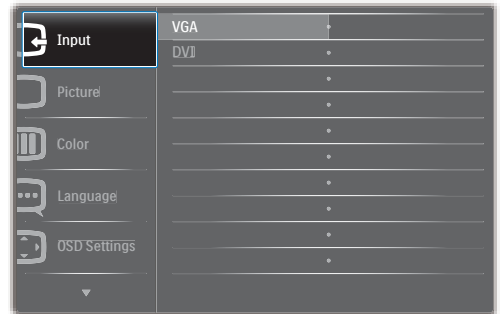 Input
Picture
Color
Language
OSD Settings
VGA
DVI